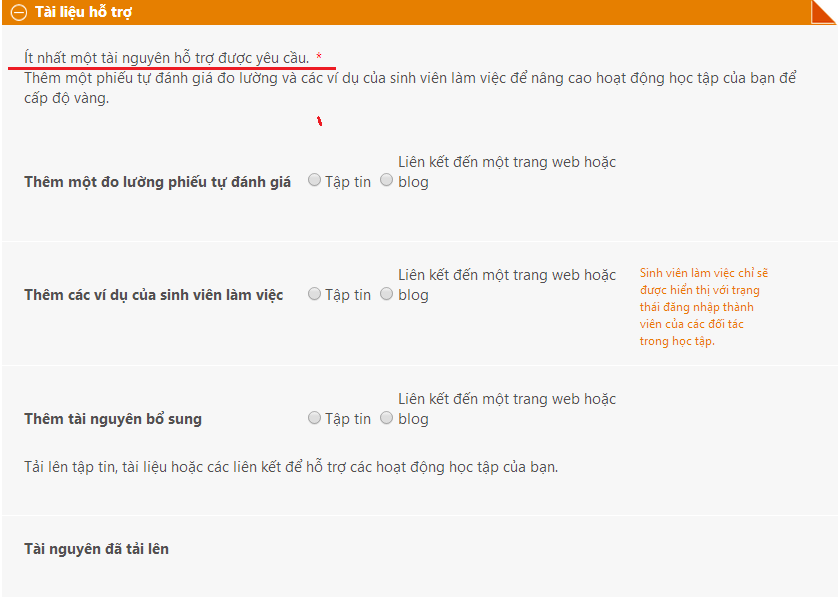 Tài liệu hỗ trợ
Ít nhất một tài nguyên hỗ trợ được yêu cầu. *
Thêm một phiếu tự đánh giá đo lường và các ví dụ của sinh viên làm việc để nâng cao hoạt động học tập của bạn để
cấp độ vàng.
Liên kết đến một trang web hoặc
Thêm một đo lường phiếu tự đánh giá Tập tin blog
Liên kết đến một trang web hoặc
Thêm các ví dụ của sinh viên làm việc Tập tin blog
Sinh viên làm việc chỉ sẽ
được hiển thị với trạng
thái đăng nhập thành
viên của các đối tác
trong học tập.
Liên kết đến một trang web hoặc
Thêm tài nguyên bổ sung Tập tin blog
Tải lên tập tin, tài liệu hoặc các liên kết để hỗ trợ các hoạt động học tập của bạn.
Tài nguyên đã tải lên